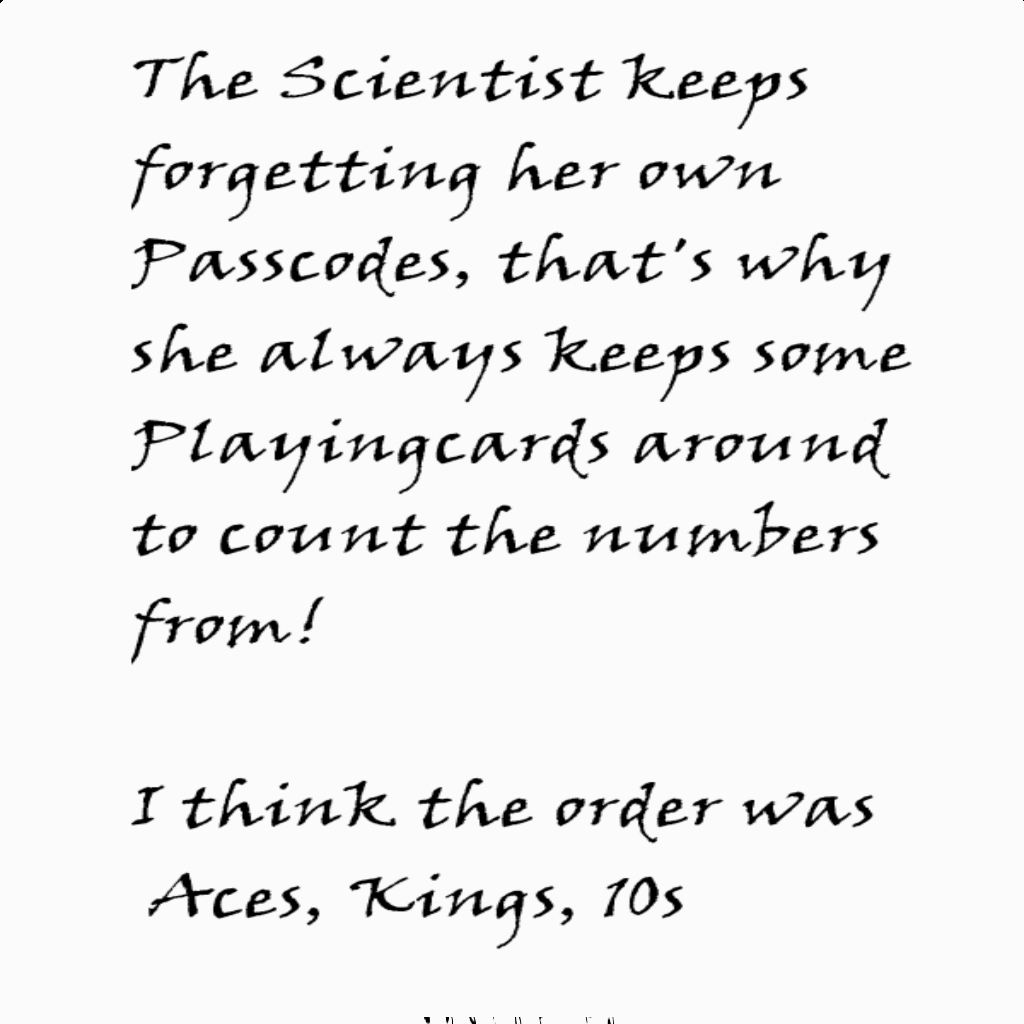 The Scientist keeps
forgetting her own
Passcodes, that's why
she always keeps some
Playingcards around
to count the numbers
from!
I think the order was
Aces, Kings, 10s